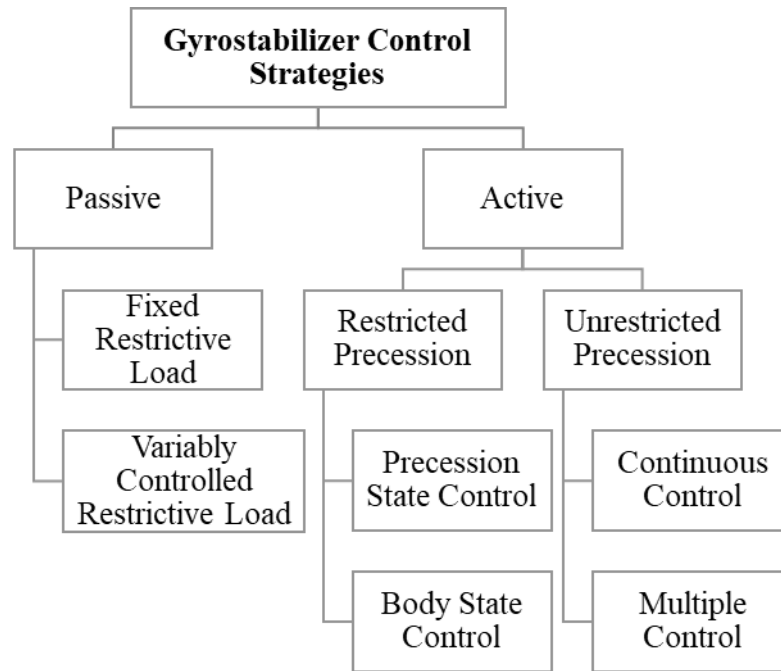 Gyrostabilizer Control
Strategies
Passive
Active
Fixed
Restrictive
Load
Variably
Controlled
Restrictive Load
Restricted
Precession
Unrestricted
Precession
Precession
State Control
Body State
Control
Continuous
Control
Multiple
Control